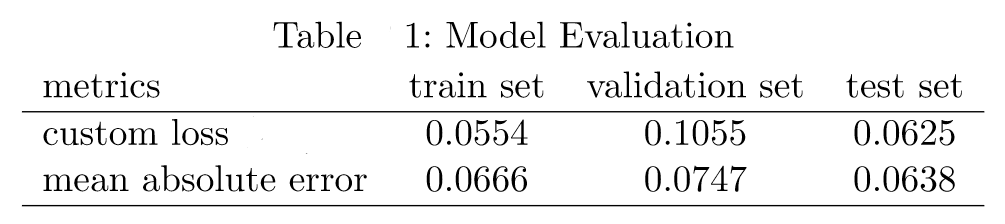 Table 1: Model Evaluation
metrics train set validation set test set
custom loss 0.0554 0.1055 0.0625
mean absolute error 0.0666 0.0747 0.0638